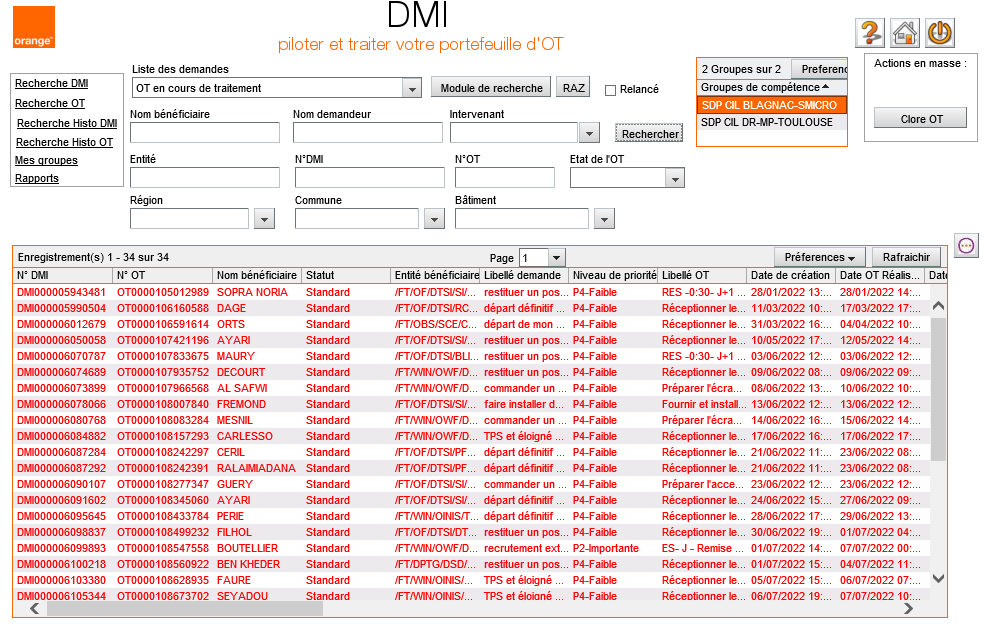 orange™
DMI
piloter et traiter votre portefeuille d'OT
Recherche DMI
Recherche OT
Recherche Histo DMI
Recherche Histo OT
Mes groupes
Rapports
Liste des demandes
OT en cours de traitement
Module de recherche
RAZ
Relancé
Nom bénéficiaire
Nom demandeur
Intervenant
Rechercher
Entité
N°DMI
N°OT
Etat de l'OT
Région
Commune
Bâtiment
2 Groupes sur 2
Preferen
Groupes de compétence
SDP CIL BLAGNAC-SMICRO
SDP CIL DR-MP-TOULOUSE
Actions en masse :
Clore OT
Enregistrement(s) 1 - 34 sur 34
Page 1
Préférences
Rafraichir
N° DMI N° OT Nom bénéficiaire Statut Entité bénéficiaire Libellé demande Niveau de priorité Libellé OT Date de création Date OT Réalis... Date
DMI000005943481 OT0000105012989 SOPRA NORIA Standard /FT/OF/DTSI/SI/... restituer un pos... P4-Faible RES -0:30- J+1 28/01/2022 13:... 28/01/2022 14:...
DMI000005990504 OT0000106160588 DAGE Standard /FT/OF/DTSI/RC... départ définitif ... P4-Faible Réceptionner le... 11/03/2022 10:... 17/03/2022 17:...
DMI000006012679 OT0000106591614 ORTS Standard /FT/OBS/SCE/C... départ de mon ... P4-Faible Réceptionner le... 31/03/2022 16:... 04/04/2022 10:...
DMI000006050058 OT0000107421196 AYARI Standard /FT/OF/DTSI/SI/... restituer un pos... P4-Faible Réceptionner le... 10/05/2022 17:... 12/05/2022 14:...
DMI000006070787 OT0000107833675 MAURY Standard /FT/OF/DTSI/BLI... restituer un pos... P4-Faible RES -0:30- J+1 ... 03/06/2022 12:... 03/06/2022 12:...
DMI000006074689 OT0000107935752 DECOURT Standard /FT/WIN/OWF/D... restituer un pos... P4-Faible Réceptionner le... 09/06/2022 08:... 09/06/2022 09:...
DMI000006073899 OT0000107966568 AL SAFWI Standard /FT/WIN/OWF/D... commander un ... P4-Faible Préparer l'écra... 08/06/2022 13:... 10/06/2022 10:...
DMI000006078066 OT0000108007840 FREMOND Standard /FT/OF/DTSI/SI/... faire installer d... P4-Faible Fournir et install... 13/06/2022 12:... 13/06/2022 12:...
DMI000006080768 OT0000108083284 MESNIL Standard /FT/WIN/OWF/D... commander un ... P4-Faible Préparer l'écra... 14/06/2022 16:... 15/06/2022 14:...
DMI000006084882 OT0000108157293 CARLESSO Standard /FT/WIN/OWF/D... TPS et éloigné ... P4-Faible Réceptionner le... 17/06/2022 16:... 17/06/2022 17:...
DMI000006087284 OT0000108242297 CERIL Standard /FT/OF/DTSI/PF... départ définitif ... P4-Faible Réceptionner le... 21/06/2022 11:... 23/06/2022 08:...
DMI000006087292 OT0000108242391 RALAIMIADANA Standard /FT/OF/DTSI/PF... départ définitif ... P4-Faible Réceptionner le... 21/06/2022 11:... 23/06/2022 08:...
DMI000006090107 OT0000108277347 GUERY Standard /FT/OF/DTSI/SI/... commander un ... P4-Faible Préparer l'acce... 23/06/2022 12:... 23/06/2022 12:...
DMI000006091602 OT0000108345060 AYARI Standard /FT/OF/DTSI/SI/... départ définitif ... P4-Faible Réceptionner le... 24/06/2022 15:... 27/06/2022 09:...
DMI000006095645 OT0000108433784 PERIE Standard /FT/WIN/OINIS/T... départ définitif ... P4-Faible Réceptionner le... 28/06/2022 17:... 29/06/2022 13:...
DMI000006098837 OT0000108499232 FILHOL Standard /FT/OF/DTSI/DT... restituer un pos... P4-Faible Réceptionner le... 30/06/2022 19:... 01/07/2022 04:...
DMI000006099893 OT0000108547558 BOUTELLIER Standard /FT/WIN/OWF/D... recrutement ext... P2-Importante ES- J - Remise ... 01/07/2022 14:... 07/07/2022 00:...
DMI000006100218 OT0000108560922 BEN KHEDER Standard /FT/DPTG/DSD/... restituer un pos... P4-Faible Réceptionner le... 01/07/2022 15:... 04/07/2022 11:...
DMI000006103380 OT0000108628935 FAURE Standard /FT/WIN/OINIS/... TPS et éloigné ... P4-Faible Réceptionner le... 05/07/2022 15:... 06/07/2022 07:...
DMI000006105344 OT0000108673702 SEYADOU Standard /FT/WIN/OINIS/... TPS et éloigné ... P4-Faible Réceptionner le... 06/07/2022 19:... 07/07/2022 10:...